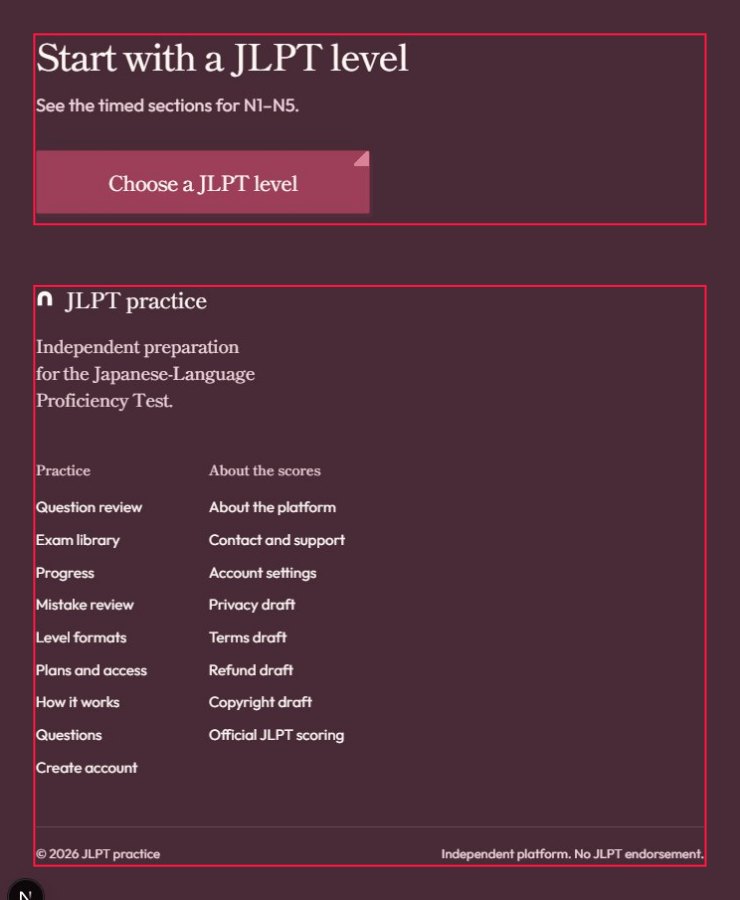 Start with a JLPT level
See the timed sections for N1–N5.
Choose a JLPT level
JLPT practice
Independent preparation
for the Japanese-Language
Proficiency Test.
Practice
Question review
Exam library
Progress
Mistake review
Level formats
Plans and access
How it works
Questions
Create account
About the scores
About the platform
Contact and support
Account settings
Privacy draft
Terms draft
Refund draft
Copyright draft
Official JLPT scoring
© 2026 JLPT practice
Independent platform. No JLPT endorsement.
N